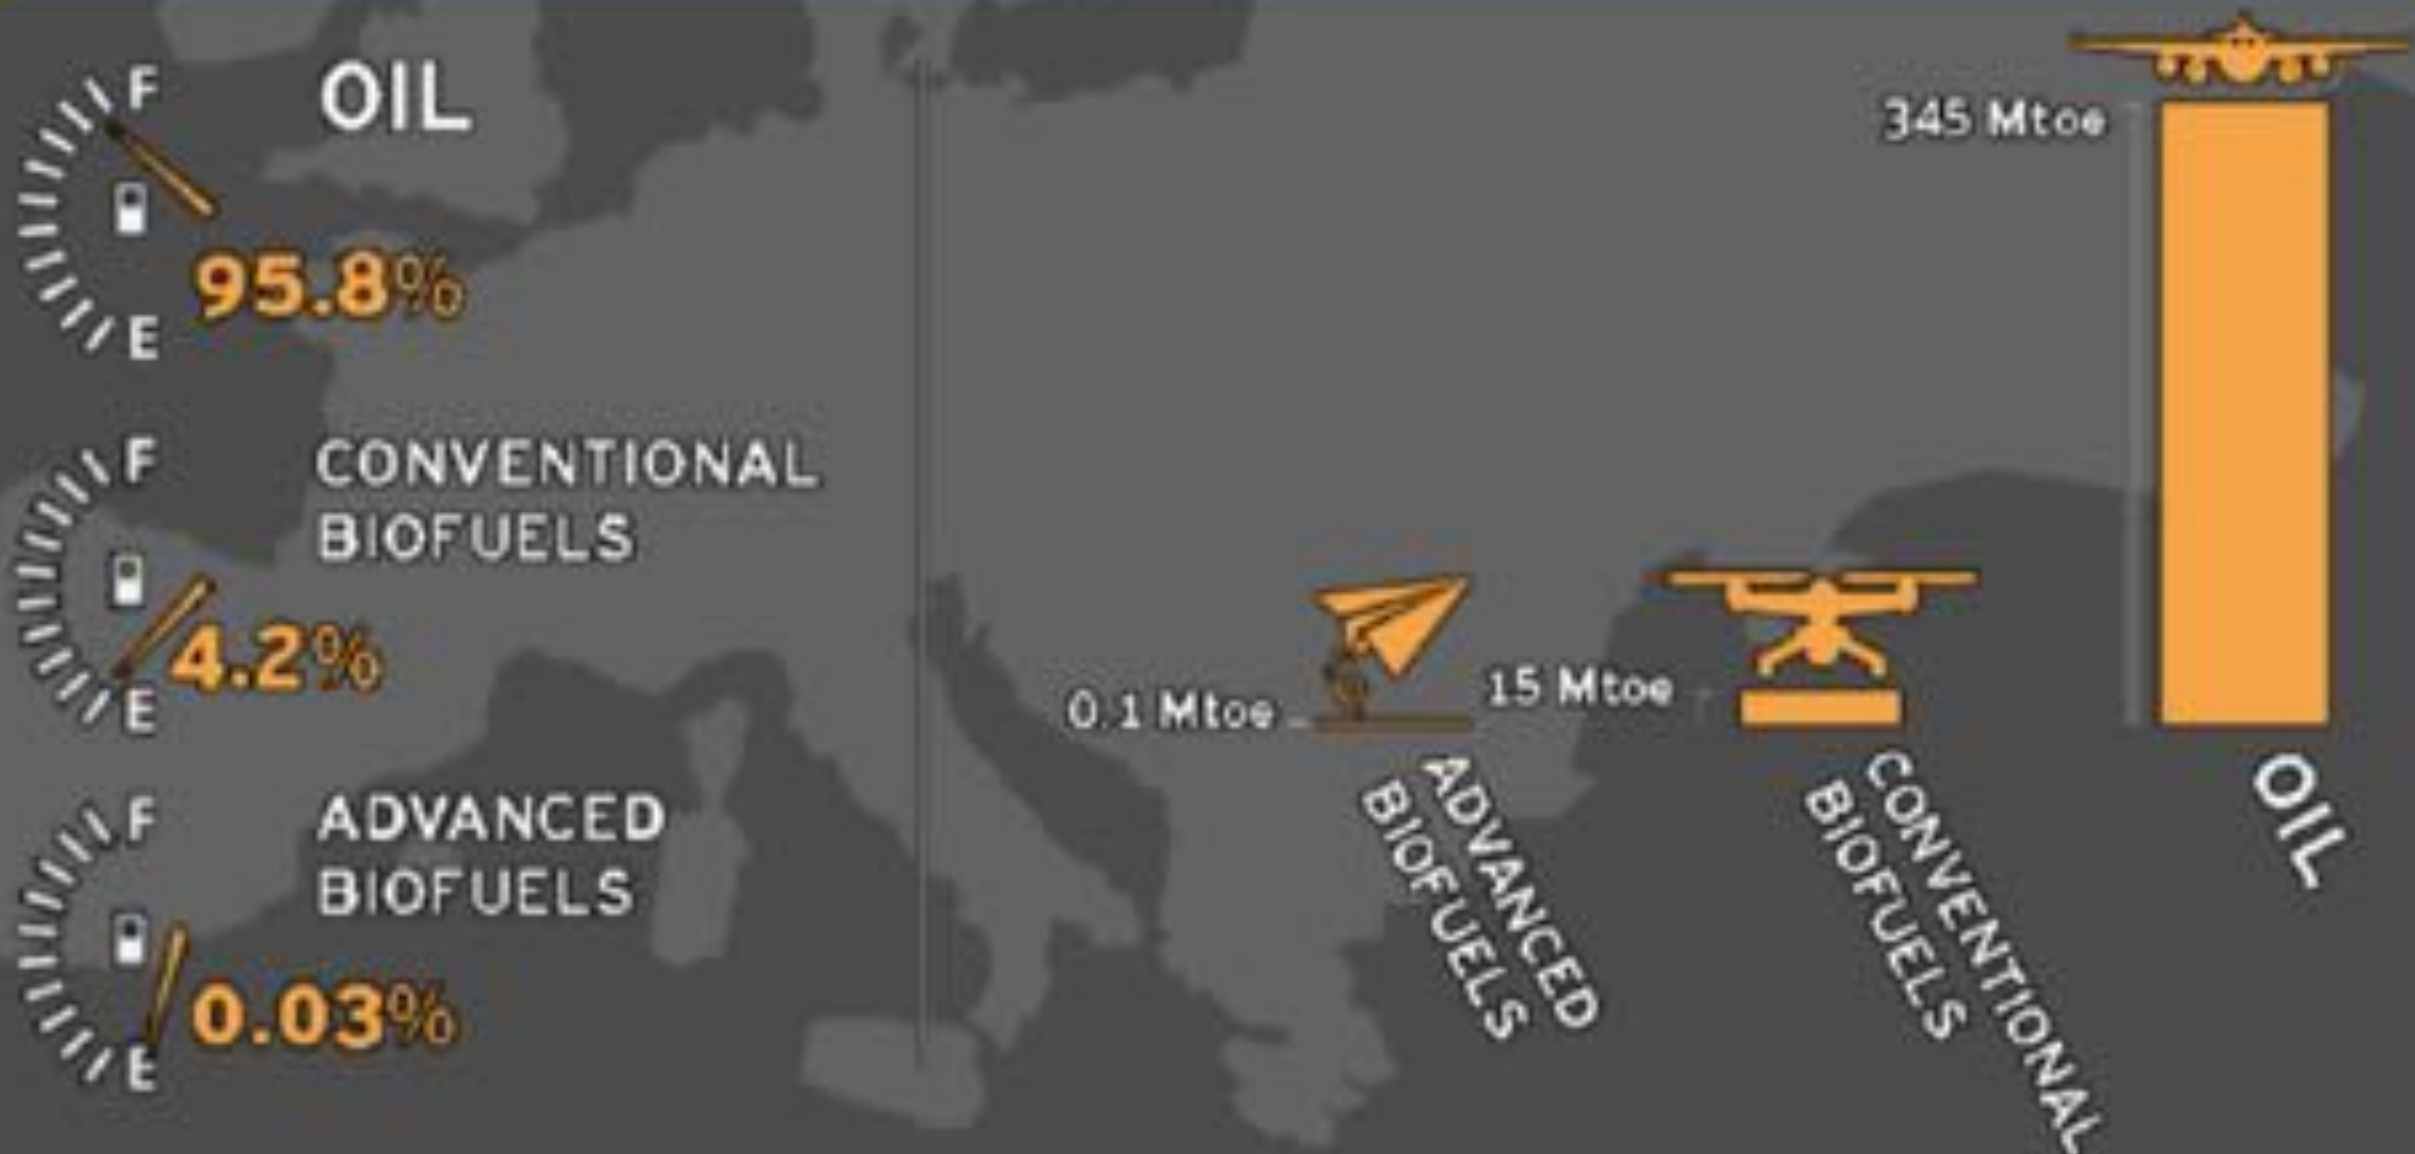 F
OIL
95.8%
E
F
CONVENTIONAL
BIOFUELS
4.2%
E
F
ADVANCED
BIOFUELS
0.03%
E
345 Mtoe
0.1 Mtoe
15 Mtoe
ADVANCED
BIOFUELS
CONVENTIONAL
BIOFUELS
OIL